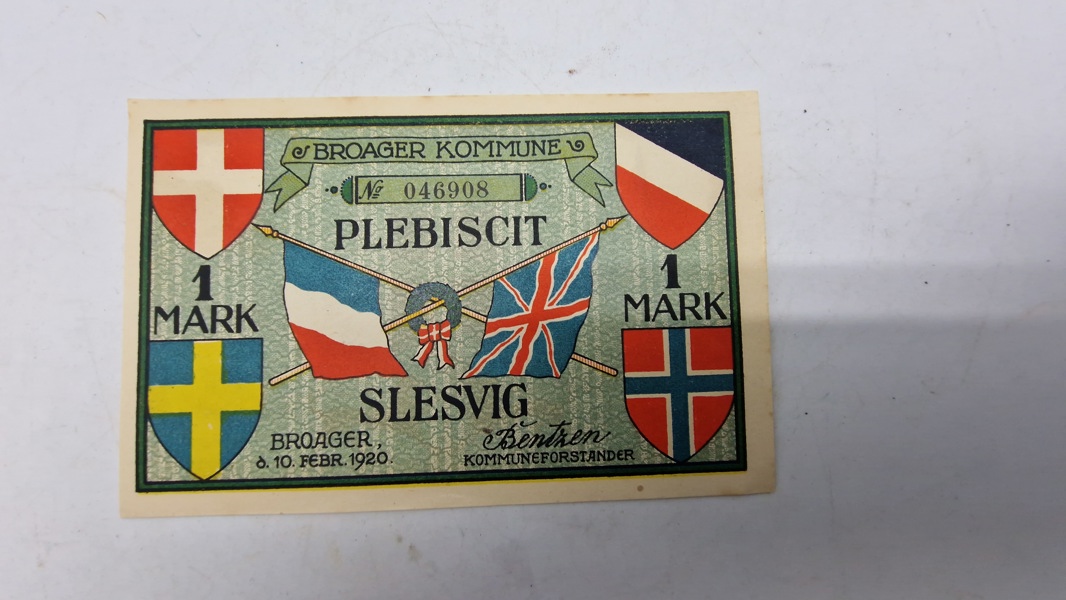 BROAGER KOMMUNE
№ 046908
PLEBISCIT
1
MARK
1
MARK
SLESVIG
BROAGER,
d. 10. FEBR. 1920.
Bentzen
KOMMUNEFORSTANDER